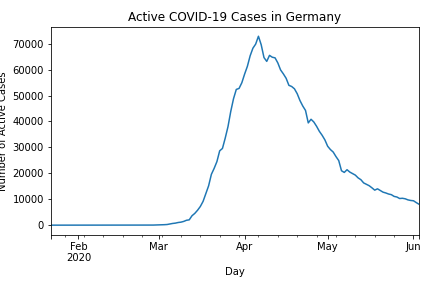 Active COVID-19 Cases in Germany
Number of Active Cases
70000
60000
50000
40000
30000
20000
10000
0
Feb Mar Apr May Jun
2020
Day